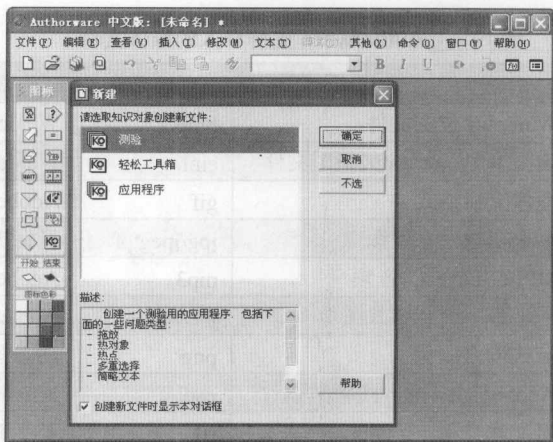 Authorware 中文版: [未命名] *
文件(F) 编辑(E) 查看(V) 插入(I) 修改(M) 文本(T) 其他(X) 命令(O) 窗口(W) 帮助(H)
B I U
图标
新建
请选取知识对象创建新文件:
测验
确定
轻松工具箱
取消
应用程序
不选
开始 结束
图标色彩
描述:
创建一个测验用的应用程序. 包括下
面的一些问题类型:
- 拖放
- 热对象
- 热点
- 多重选择
- 简略文本
帮助
创建新文件时显示本对话框